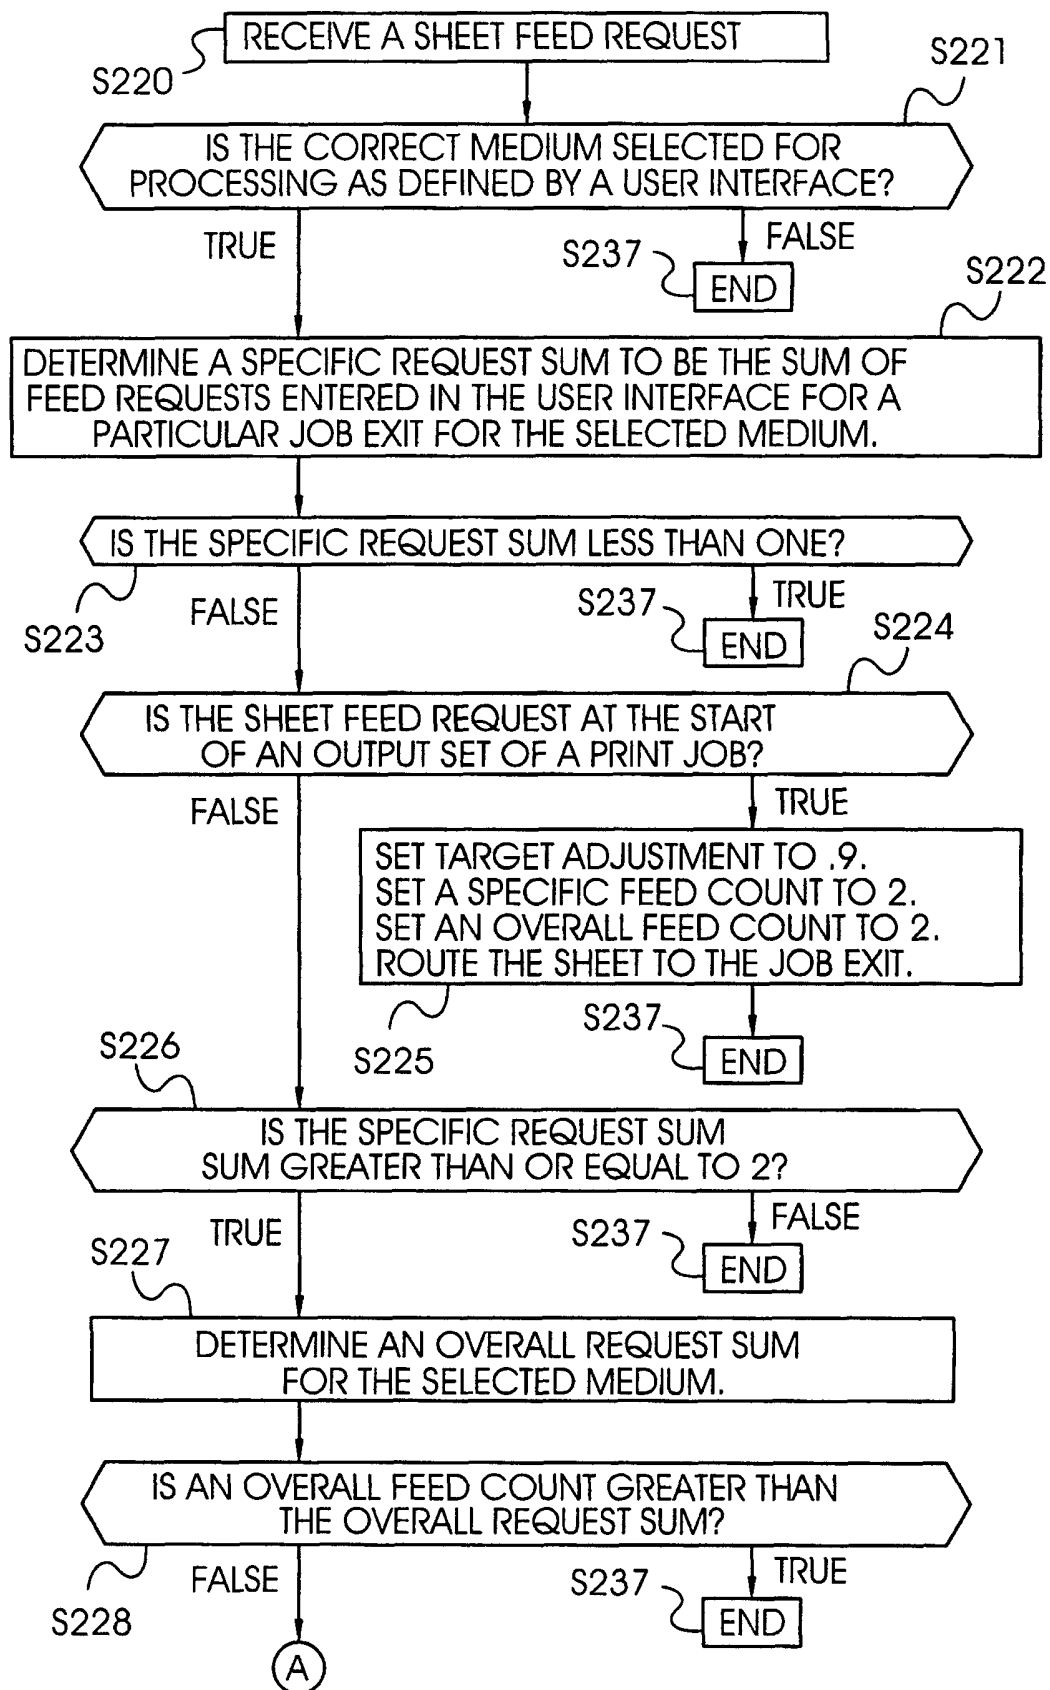 RECEIVE A SHEET FEED REQUEST
S220
S221
IS THE CORRECT MEDIUM SELECTED FOR
PROCESSING AS DEFINED BY A USER INTERFACE?
TRUE
FALSE
S237
END
S222
DETERMINE A SPECIFIC REQUEST SUM TO BE THE SUM OF
FEED REQUESTS ENTERED IN THE USER INTERFACE FOR A
PARTICULAR JOB EXIT FOR THE SELECTED MEDIUM.
IS THE SPECIFIC REQUEST SUM LESS THAN ONE?
S223
FALSE
TRUE
S237
END
S224
IS THE SHEET FEED REQUEST AT THE START
OF AN OUTPUT SET OF A PRINT JOB?
FALSE
TRUE
SET TARGET ADJUSTMENT TO .9.
SET A SPECIFIC FEED COUNT TO 2.
SET AN OVERALL FEED COUNT TO 2.
ROUTE THE SHEET TO THE JOB EXIT.
S225
S237
END
S226
IS THE SPECIFIC REQUEST SUM
SUM GREATER THAN OR EQUAL TO 2?
TRUE
FALSE
S237
END
S227
DETERMINE AN OVERALL REQUEST SUM
FOR THE SELECTED MEDIUM.
IS AN OVERALL FEED COUNT GREATER THAN
THE OVERALL REQUEST SUM?
S228
FALSE
TRUE
S237
END
A